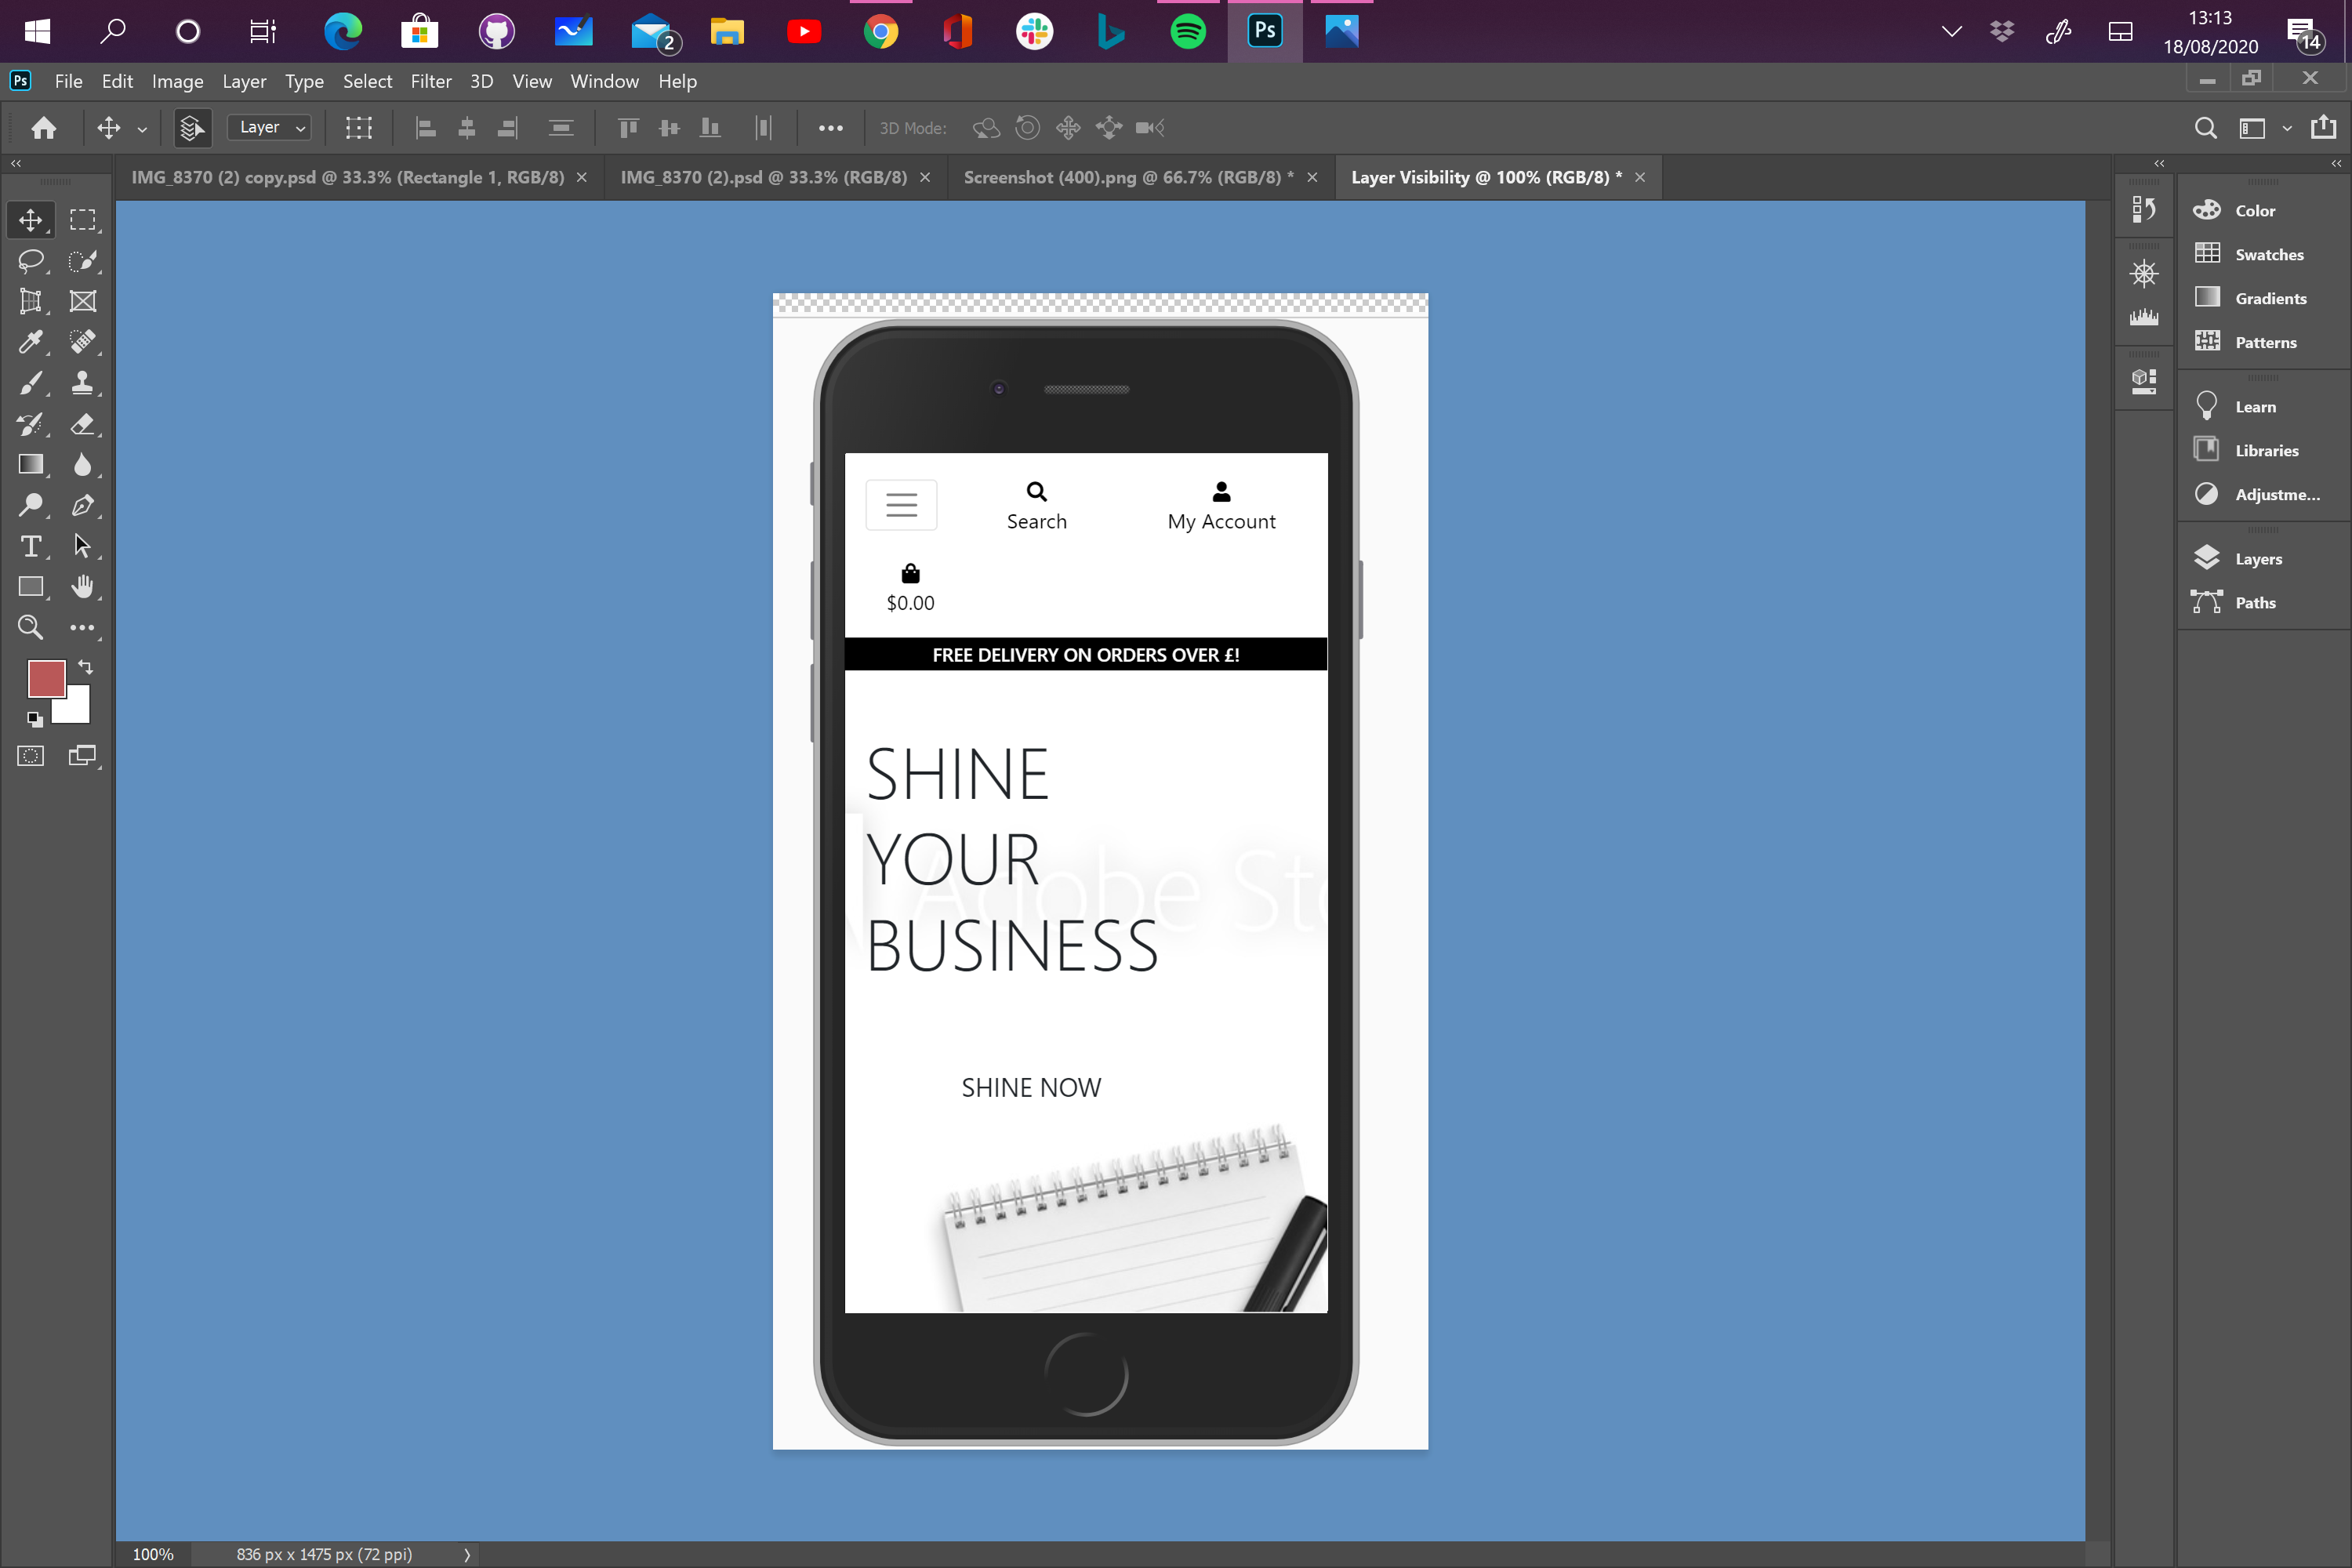 2
Ps
13:13
18/08/2020
14
Ps File Edit Image Layer Type Select Filter 3D View Window Help
Layer 3D Mode:
IMG_8370 (2) copy.psd @ 33.3% (Rectangle 1, RGB/8) IMG_8370 (2).psd @ 33.3% (RGB/8) Screenshot (400).png @ 66.7% (RGB/8) * Layer Visibility @ 100% (RGB/8) *
Color
Swatches
Gradients
Patterns
Learn
Libraries
Adjustme...
Layers
Paths
Search
My Account
$0.00
FREE DELIVERY ON ORDERS OVER £!
SHINE
YOUR
BUSINESS
Adobe Sto
SHINE NOW
100% 836 px x 1475 px (72 ppi)